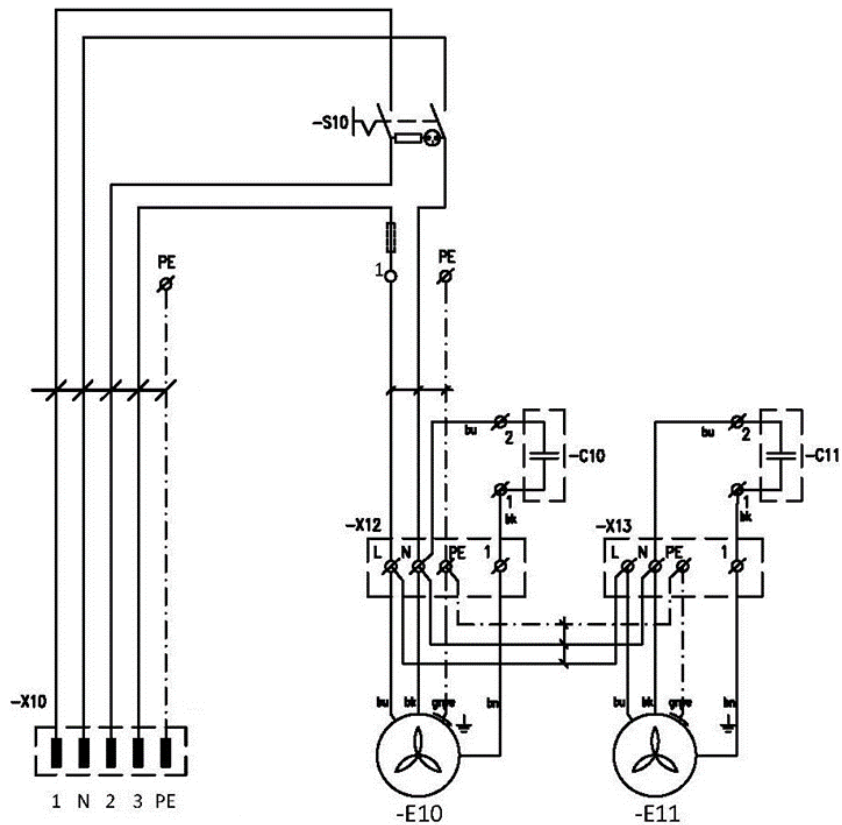 -S10
PE
1
PE
bu
2
-C10
1
bk
bu
2
-C11
1
bk
-X12
L N PE 1
-X13
L N PE 1
-X10
bu bk gnye bn
bu bk gnye bn
1 N 2 3 PE
-E10
-E11